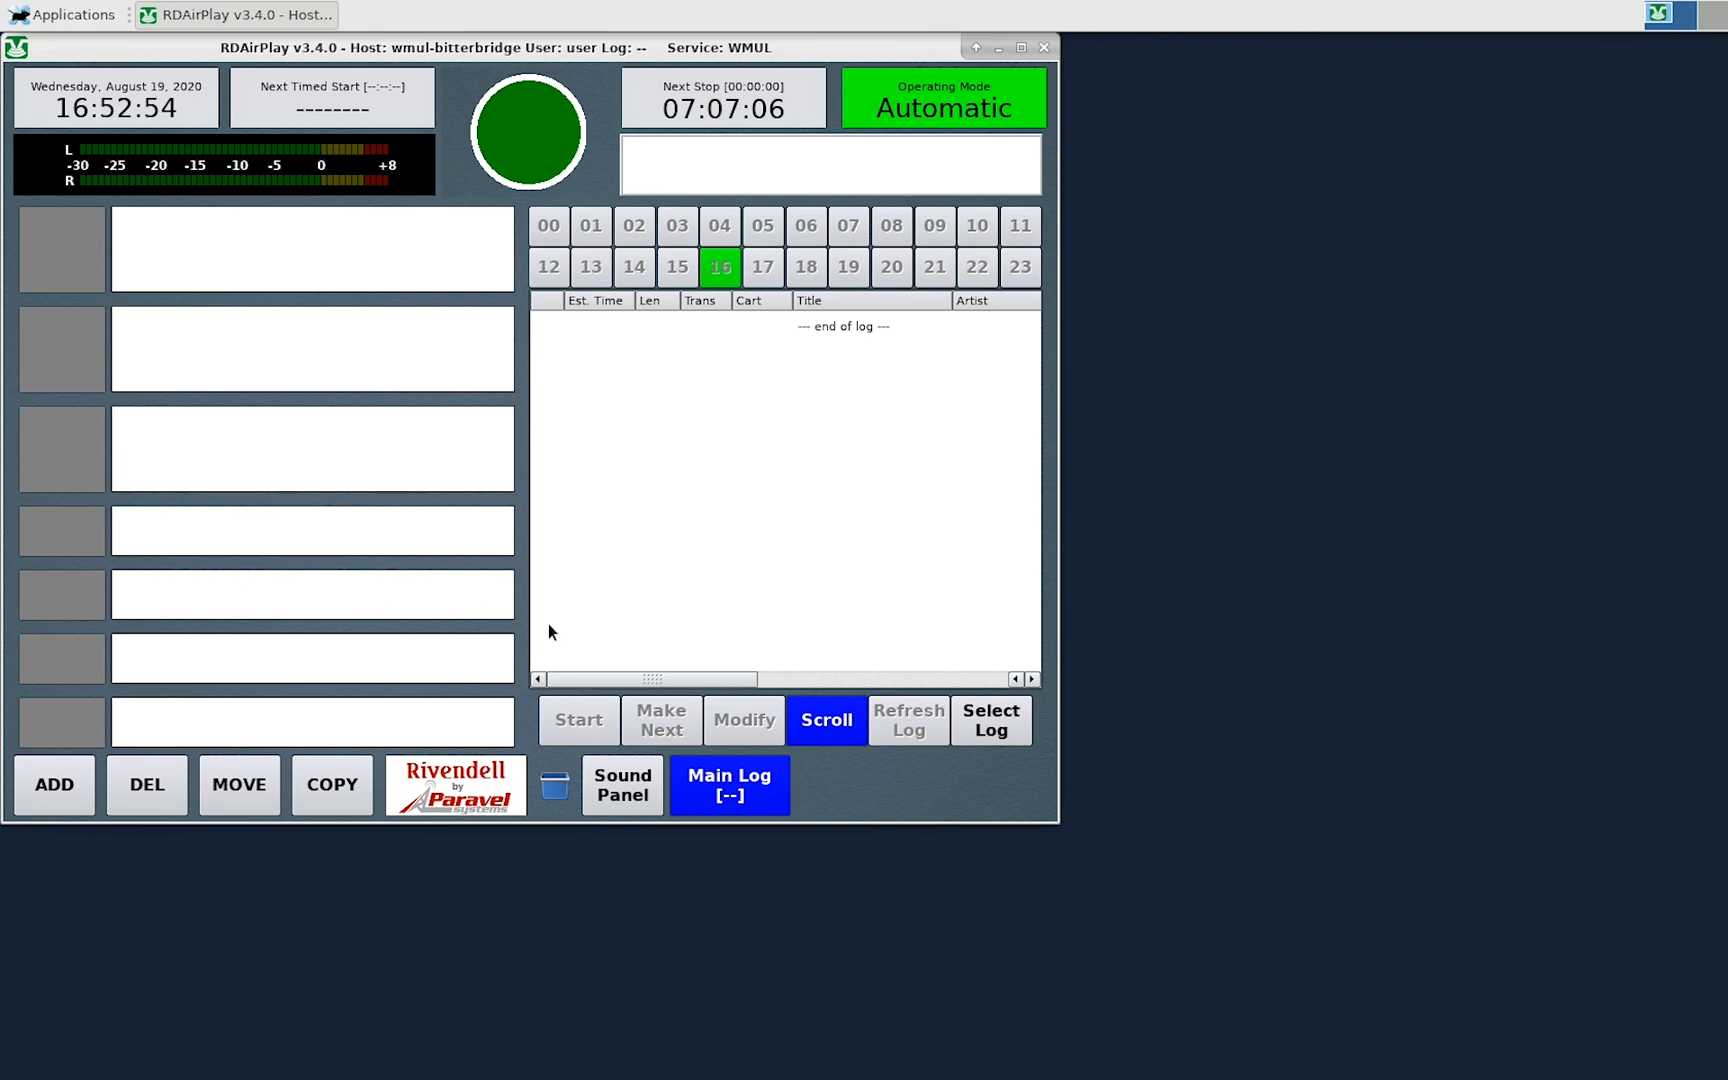 Applications
RDAirPlay v3.4.0 - Host...
RDAirPlay v3.4.0 - Host: wmul-bitterbridge User: user Log: -- Service: WMUL
Wednesday, August 19, 2020
16:52:54
Next Timed Start [--:--:--]
--------
Next Stop [00:00:00]
07:07:06
Operating Mode
Automatic
L
-30 -25 -20 -15 -10 -5 0 +8
R
00 01 02 03 04 05 06 07 08 09 10 11
12 13 14 15 16 17 18 19 20 21 22 23
Est. Time Len Trans Cart Title Artist
--- end of log ---
Start
Make
Next
Modify
Scroll
Refresh
Log
Select
Log
ADD
DEL
MOVE
COPY
Rivendell
by
Paravel
systems
Sound
Panel
Main Log
[--]